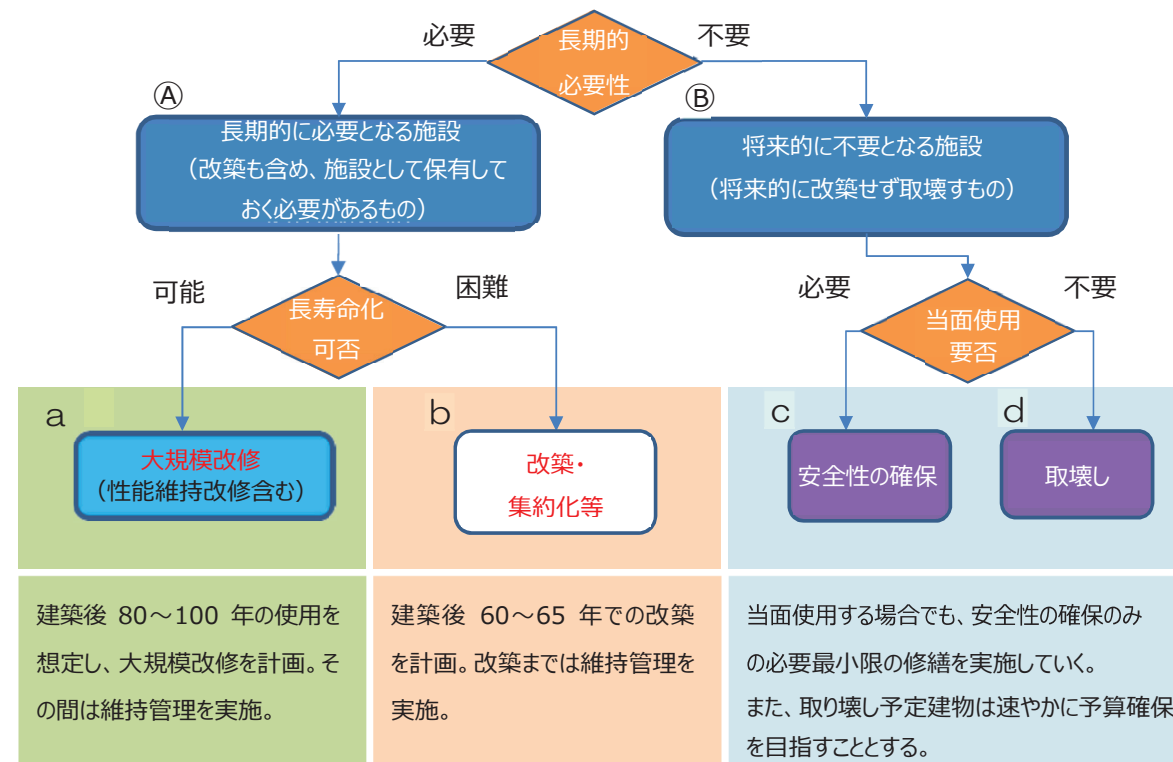 必要
長期的
必要性
不要
Ⓐ
長期的に必要となる施設
（改築も含め、施設として保有して
おく必要があるもの）
Ⓑ
将来的に不要となる施設
（将来的に改築せず取壊すもの）
可能
長寿命化
可否
困難
必要
当面使用
要否
不要
a
大規模改修
（性能維持改修含む）
b
改築・
集約化等
c
安全性の確保
d
取壊し
建築後 80～100 年の使用を
想定し、大規模改修を計画。そ
の間は維持管理を実施。
建築後 60～65 年での改築
を計画。改築までは維持管理を
実施。
当面使用する場合でも、安全性の確保のみ
の必要最小限の修繕を実施していく。
また、取り壊し予定建物は速やかに予算確保
を目指すこととする。